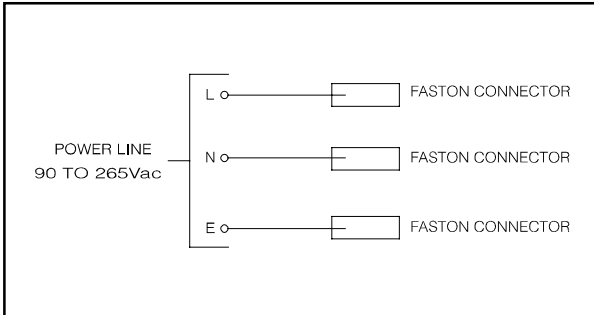 L
FASTON CONNECTOR
POWER LINE
90 TO 265Vac
N
FASTON CONNECTOR
E
FASTON CONNECTOR